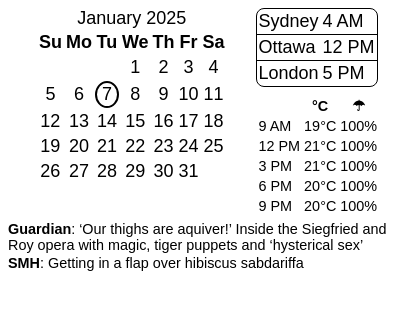 January 2025
Su Mo Tu We Th Fr Sa
1 2 3 4
5 6 7 8 9 10 11
12 13 14 15 16 17 18
19 20 21 22 23 24 25
26 27 28 29 30 31
Sydney 4 AM
Ottawa 12 PM
London 5 PM
°C ☂
9 AM 19°C 100%
12 PM 21°C 100%
3 PM 21°C 100%
6 PM 20°C 100%
9 PM 20°C 100%
Guardian: ‘Our thighs are aquiver!’ Inside the Siegfried and
Roy opera with magic, tiger puppets and ‘hysterical sex’
SMH: Getting in a flap over hibiscus sabdariffa